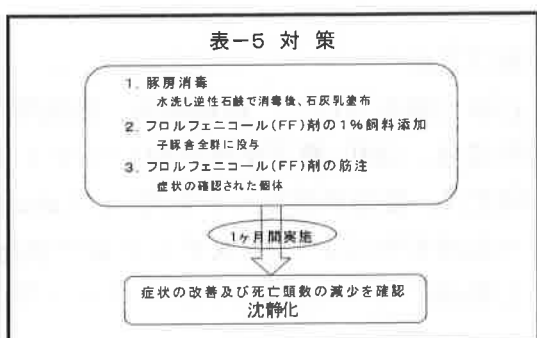 表－5 対 策
1. 豚房消毒
水洗し逆性石鹸で消毒後、石灰乳塗布
2. フロルフェニコール(FF)剤の1%飼料添加
子豚舎全群に投与
3. フロルフェニコール(FF)剤の筋注
症状の確認された個体
1ヶ月間実施
症状の改善及び死亡頭数の減少を確認
沈静化